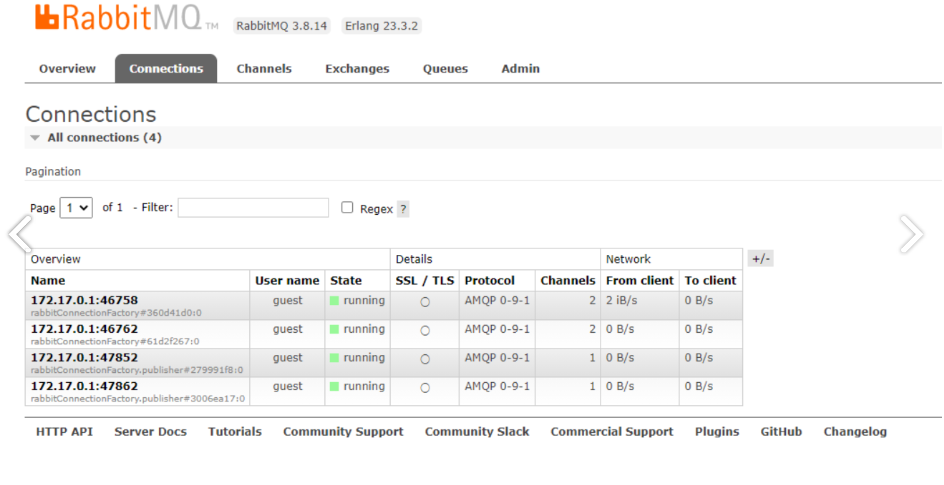 RabbitMQ TM RabbitMQ 3.8.14 Erlang 23.3.2
Overview Connections Channels Exchanges Queues Admin
Connections
All connections (4)
Pagination
Page 1 of 1 - Filter: Regex ?
Overview Details Network +/-
Name User name State SSL / TLS Protocol Channels From client To client
172.17.0.1:46758 guest running AMQP 0-9-1 2 2 iB/s 0 B/s
rabbitConnectionFactory#360d41d0:0
172.17.0.1:46762 guest running AMQP 0-9-1 2 0 B/s 0 B/s
rabbitConnectionFactory#61d2f267:0
172.17.0.1:47852 guest running AMQP 0-9-1 1 0 B/s 0 B/s
rabbitConnectionFactory.publisher#279991f8:0
172.17.0.1:47862 guest running AMQP 0-9-1 1 0 B/s 0 B/s
rabbitConnectionFactory.publisher#3006ea17:0
HTTP API Server Docs Tutorials Community Support Community Slack Commercial Support Plugins GitHub Changelog